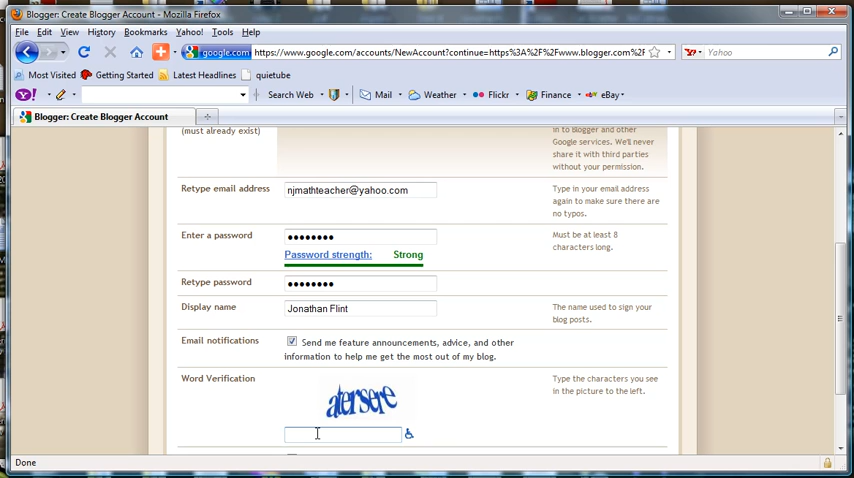 Blogger: Create Blogger Account - Mozilla Firefox
File Edit View History Bookmarks Yahoo! Tools Help
google.com https://www.google.com/accounts/NewAccount?continue=https%3A%2F%2Fwww.blogger.com%2F Yahoo
Most Visited Getting Started Latest Headlines quietube
Y! Search Web Mail Weather Flickr Finance eBay
Blogger: Create Blogger Account
(must already exist)
in to Blogger and other
Google services. We'll never
share it with third parties
without your permission.
Retype email address njmathteacher@yahoo.com
Type in your email address
again to make sure there are
no typos.
Enter a password
Must be at least 8
characters long.
Password strength: Strong
Retype password
Display name Jonathan Flint
The name used to sign your
blog posts.
Email notifications Send me feature announcements, advice, and other
information to help me get the most out of my blog.
Word Verification
Type the characters you see
in the picture to the left.
atersere
Done